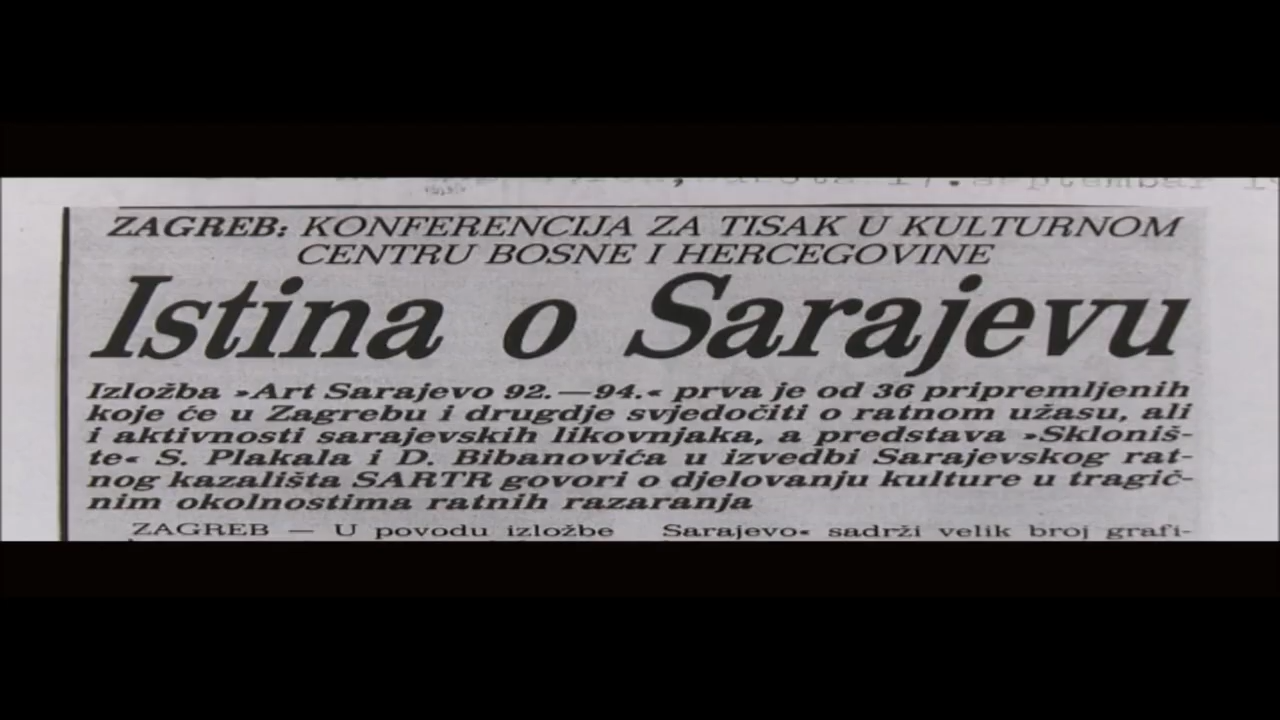 ZAGREB: KONFERENCIJA ZA TISAK U KULTURNOM
CENTRU BOSNE I HERCEGOVINE
Istina o Sarajevu
Izložba »Art Sarajevo 92.—94.« prva je od 36 pripremljenih
koje će u Zagrebu i drugdje svjedočiti o ratnom užasu, ali
i aktivnosti sarajevskih likovnjaka, a predstava »Skloniš-
te« S. Plakala i D. Bibanovića u izvedbi Sarajevskog rat-
nog kazališta SARTR govori o djelovanju kulture u tragič-
nim okolnostima ratnih razaranja
ZAGREB — U povodu izložbe
Sarajevo« sadrži velik broj grafi-